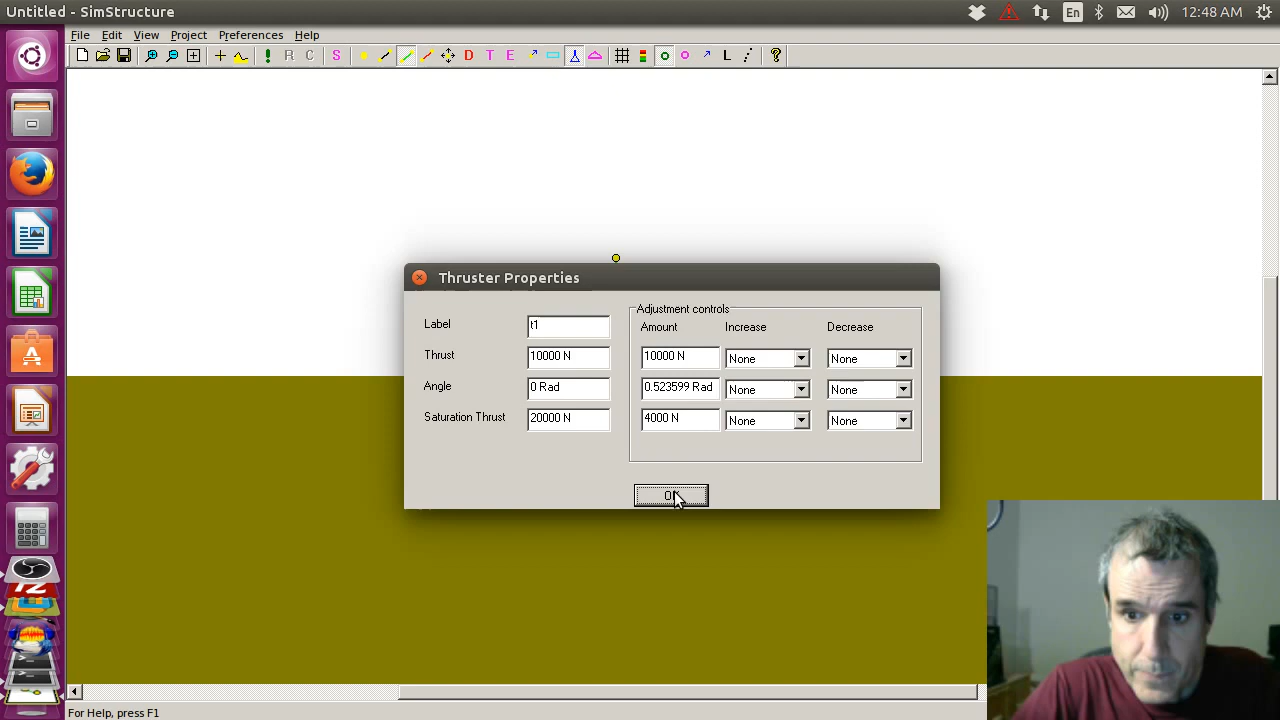 Untitled - SimStructure
En
12:48 AM
File Edit View Project Preferences Help
R C S D T E L
Thruster Properties
Adjustment controls
Label t1 Amount Increase Decrease
Thrust 10000 N 10000 N None None
Angle 0 Rad 0.523599 Rad None None
Saturation Thrust 20000 N 4000 N None None
For Help, press F1